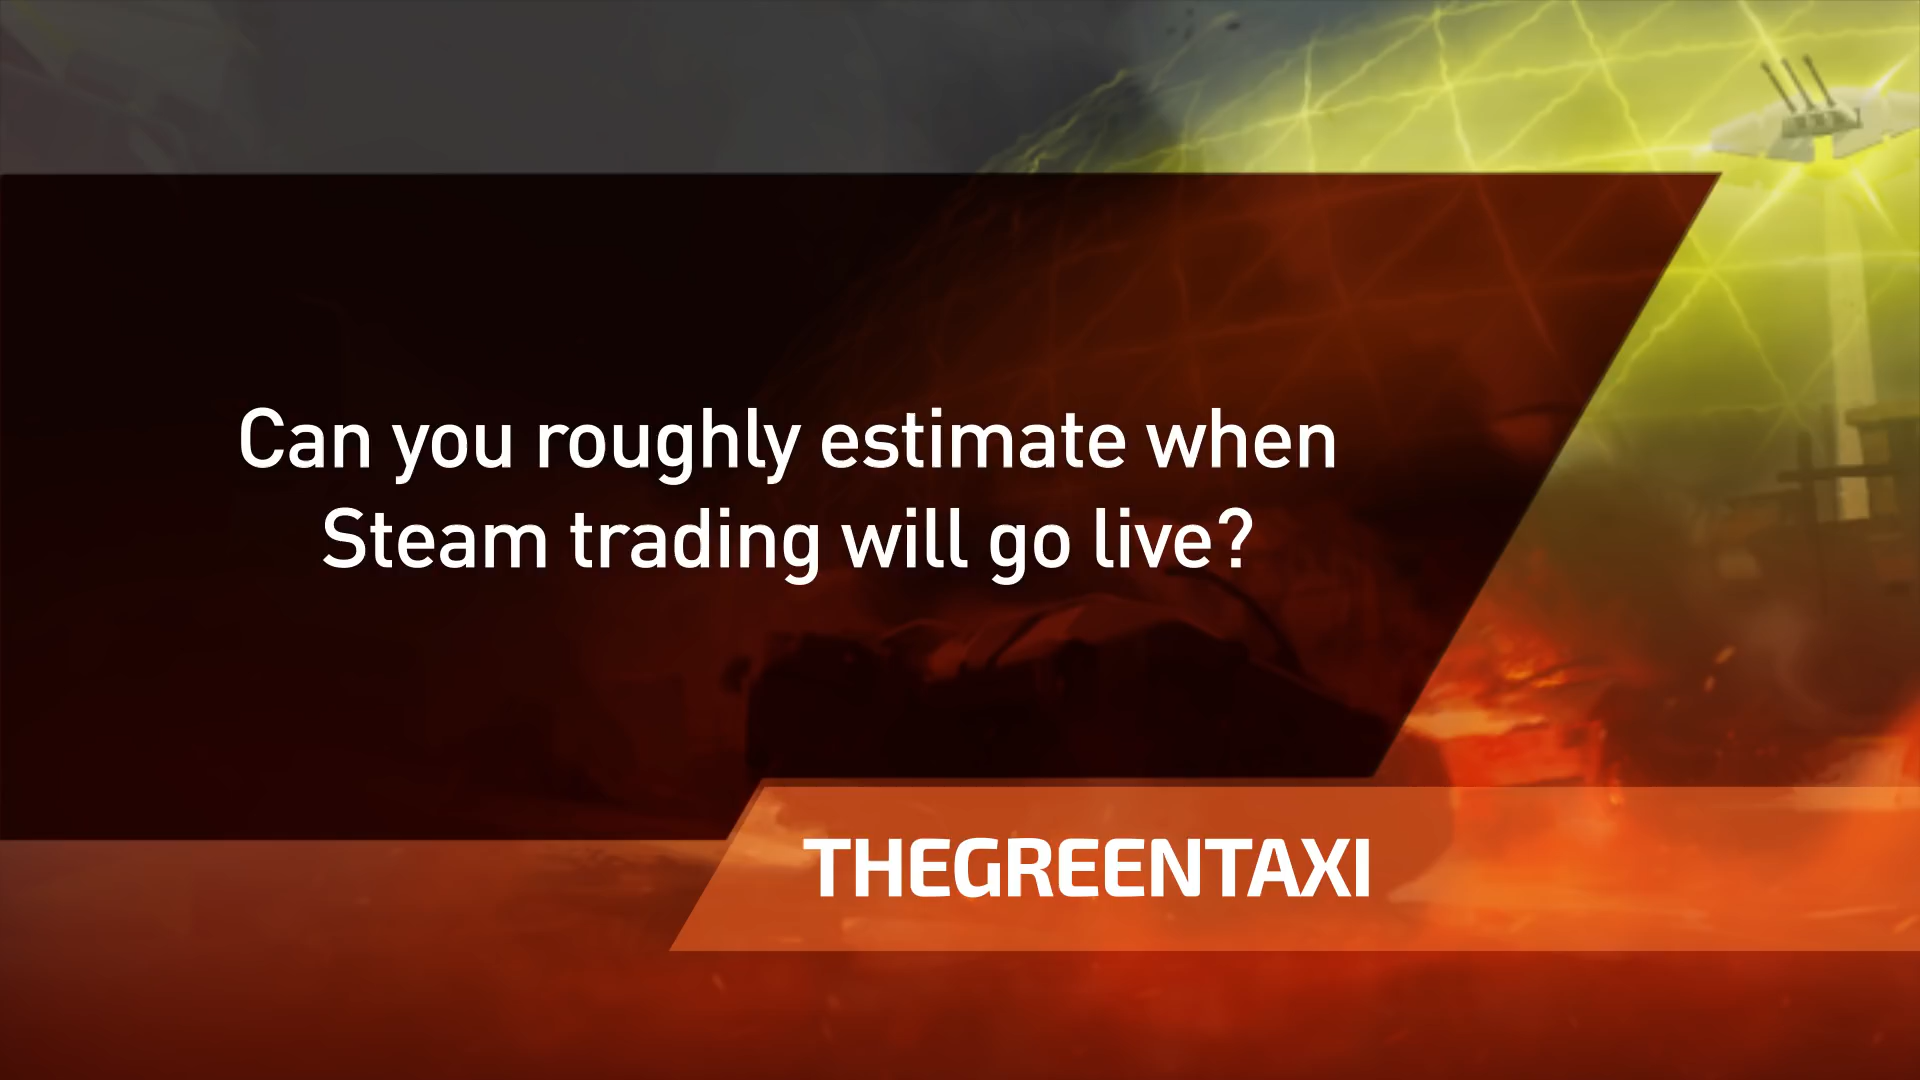 Can you roughly estimate when
Steam trading will go live?
THEGREENTAXI